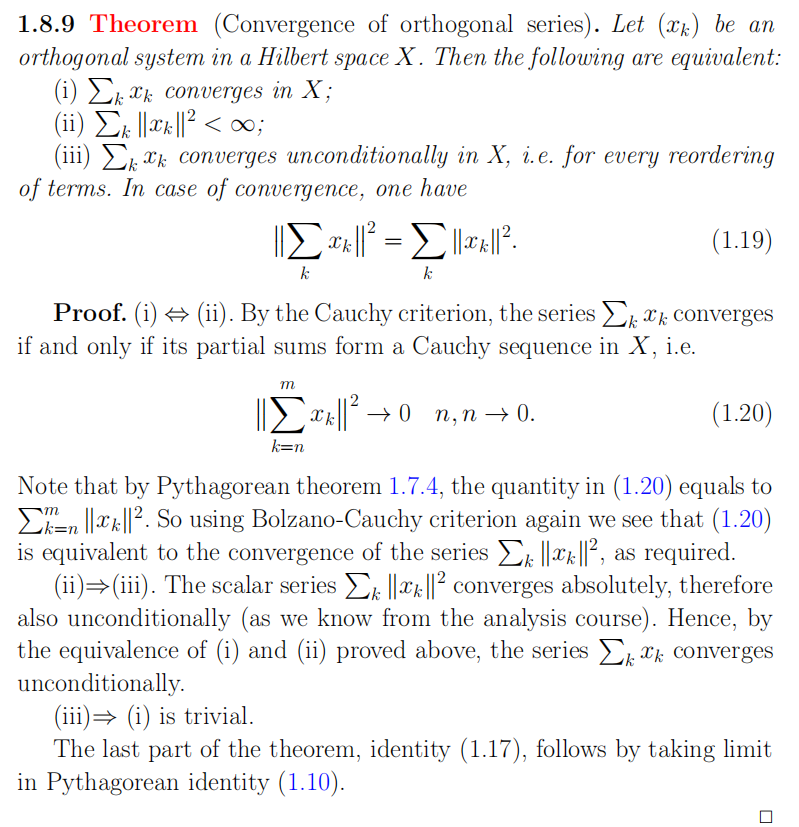 1.8.9 Theorem (Convergence of orthogonal series). Let (x_k) be an
orthogonal system in a Hilbert space X. Then the following are equivalent:
(i) ∑_k x_k converges in X;
(ii) ∑_k ‖x_k‖² < ∞;
(iii) ∑_k x_k converges unconditionally in X, i.e. for every reordering
of terms. In case of convergence, one have
‖∑_k x_k‖² = ∑_k ‖x_k‖². (1.19)
Proof. (i) ⇔ (ii). By the Cauchy criterion, the series ∑_k x_k converges
if and only if its partial sums form a Cauchy sequence in X, i.e.
‖∑_{k=n}^m x_k‖² → 0 n, n → 0. (1.20)
Note that by Pythagorean theorem 1.7.4, the quantity in (1.20) equals to
∑_{k=n}^m ‖x_k‖². So using Bolzano-Cauchy criterion again we see that (1.20)
is equivalent to the convergence of the series ∑_k ‖x_k‖², as required.
(ii)⇒(iii). The scalar series ∑_k ‖x_k‖² converges absolutely, therefore
also unconditionally (as we know from the analysis course). Hence, by
the equivalence of (i) and (ii) proved above, the series ∑_k x_k converges
unconditionally.
(iii)⇒ (i) is trivial.
The last part of the theorem, identity (1.17), follows by taking limit
in Pythagorean identity (1.10).
□